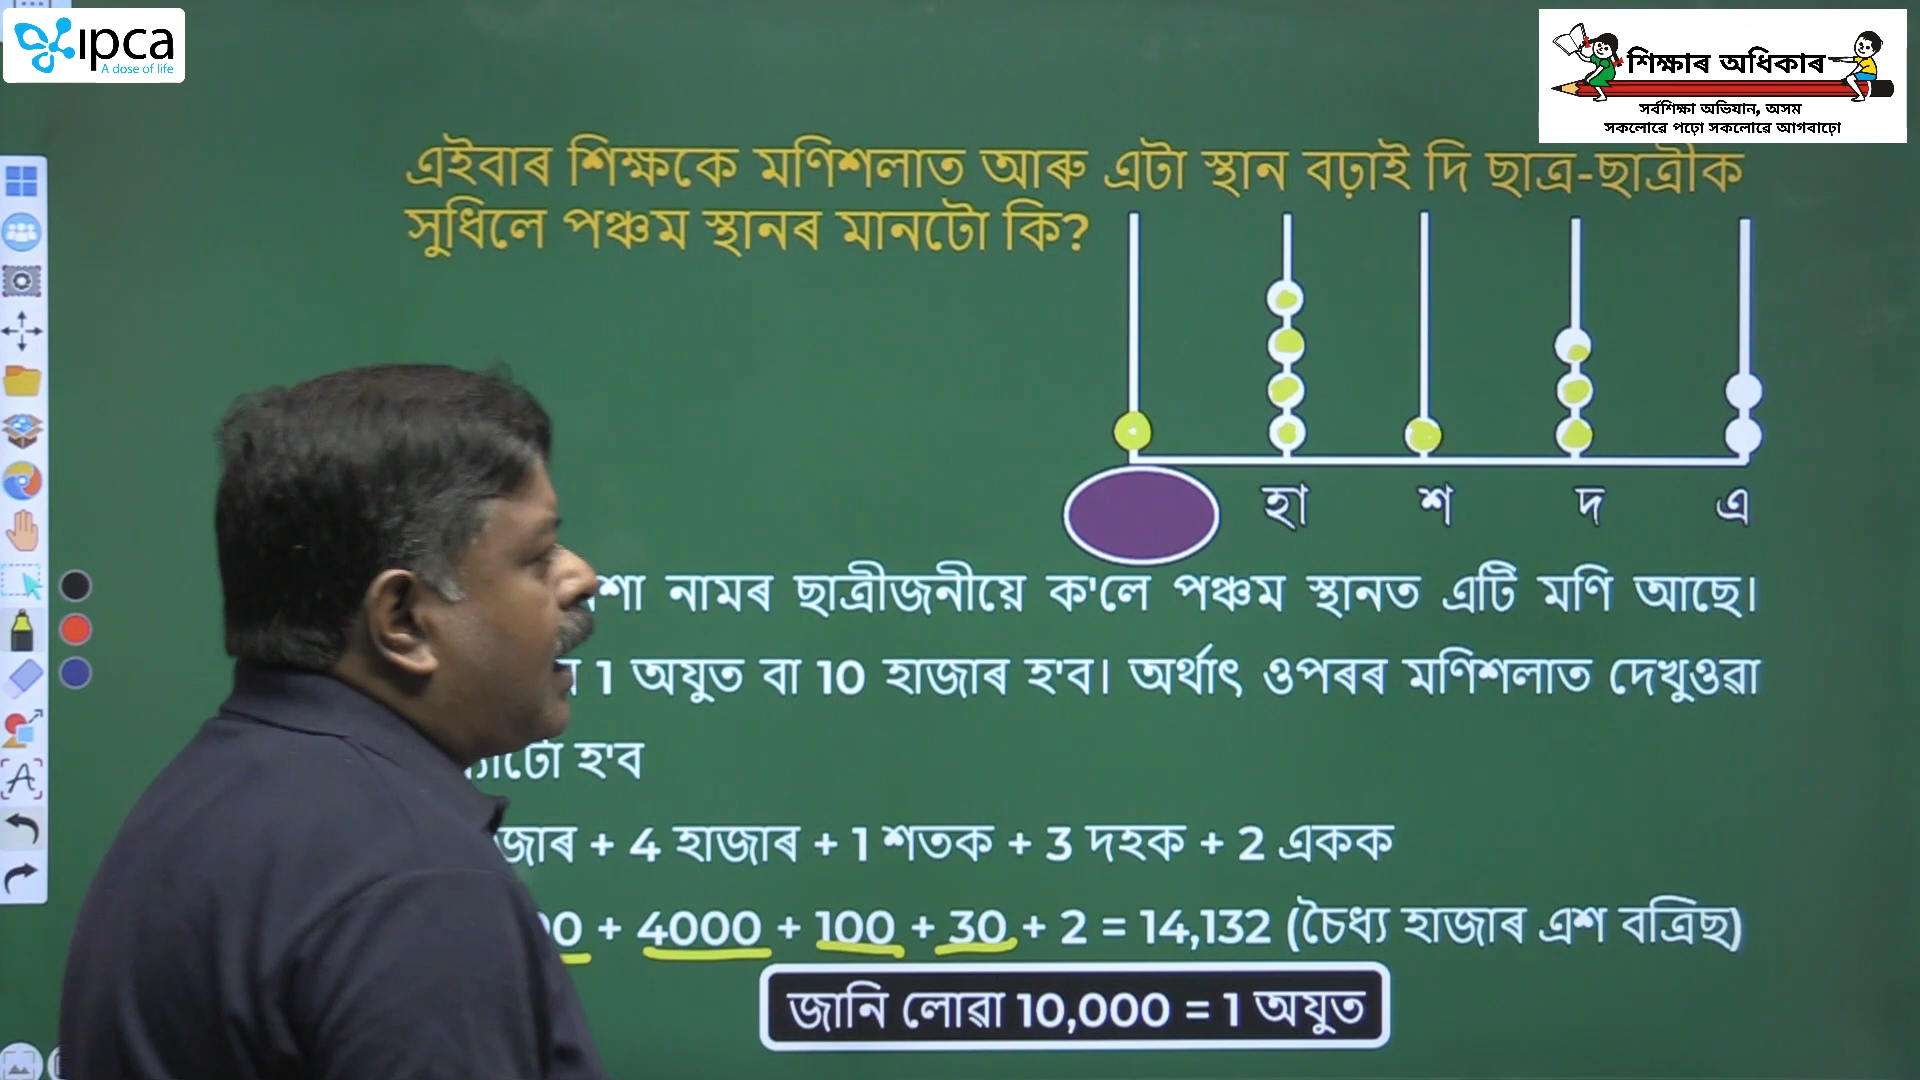 ipca
A dose of life
শিক্ষাৰ অধিকাৰ
সৰ্বশিক্ষা অভিযান, অসম
সকলোৱে পঢ়ো সকলোৱে আগবাঢ়ো
এইবাৰ শিক্ষকে মণিশলাত আৰু এটা স্থান বঢ়াই দি ছাত্ৰ-ছাত্ৰীক
সুধিলে পঞ্চম স্থানৰ মানটো কি?
হা শ দ এ
নামৰ ছাত্ৰীজনীয়ে ক'লে পঞ্চম স্থানত এটি মণি আছে।
1 অযুত বা 10 হাজাৰ হ'ব। অৰ্থাৎ ওপৰৰ মণিশলাত দেখুওৱা
হ'ব
+ 4 হাজাৰ + 1 শতক + 3 দহক + 2 একক
+ 4000 + 100 + 30 + 2 = 14,132 (চৈধ্য হাজাৰ এশ বত্ৰিছ)
জানি লোৱা 10,000 = 1 অযুত